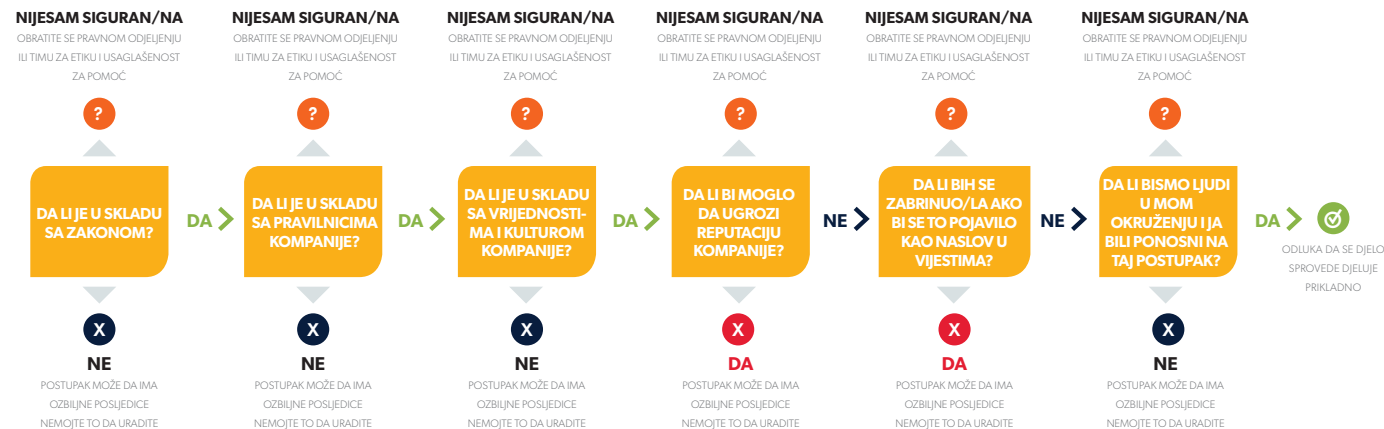 NIJESAM SIGURAN/NA
OBRATITE SE PRAVNOM ODJELJENJU
ILI TIMU ZA ETIKU I USAGLAŠENOST
ZA POMOĆ
?
DA LI JE U SKLADU
SA ZAKONOM?
X
NE
POSTUPAK MOŽE DA IMA
OZBILJNE POSLJEDICE
NEMOJTE TO DA URADITE
DA
NIJESAM SIGURAN/NA
OBRATITE SE PRAVNOM ODJELJENJU
ILI TIMU ZA ETIKU I USAGLAŠENOST
ZA POMOĆ
?
DA LI JE U SKLADU
SA PRAVILNICIMA
KOMPANIJE?
X
NE
POSTUPAK MOŽE DA IMA
OZBILJNE POSLJEDICE
NEMOJTE TO DA URADITE
DA
NIJESAM SIGURAN/NA
OBRATITE SE PRAVNOM ODJELJENJU
ILI TIMU ZA ETIKU I USAGLAŠENOST
ZA POMOĆ
?
DA LI JE U SKLADU
SA VRIJEDNOSTI-
MA I KULTUROM
KOMPANIJE?
X
NE
POSTUPAK MOŽE DA IMA
OZBILJNE POSLJEDICE
NEMOJTE TO DA URADITE
DA
NIJESAM SIGURAN/NA
OBRATITE SE PRAVNOM ODJELJENJU
ILI TIMU ZA ETIKU I USAGLAŠENOST
ZA POMOĆ
?
DA LI BI MOGLO
DA UGROZI
REPUTACIJU
KOMPANIJE?
X
DA
POSTUPAK MOŽE DA IMA
OZBILJNE POSLJEDICE
NEMOJTE TO DA URADITE
NE
NIJESAM SIGURAN/NA
OBRATITE SE PRAVNOM ODJELJENJU
ILI TIMU ZA ETIKU I USAGLAŠENOST
ZA POMOĆ
?
DA LI BIH SE
ZABRINUO/LA AKO
BI SE TO POJAVILO
KAO NASLOV U
VIJESTIMA?
X
DA
POSTUPAK MOŽE DA IMA
OZBILJNE POSLJEDICE
NEMOJTE TO DA URADITE
NE
NIJESAM SIGURAN/NA
OBRATITE SE PRAVNOM ODJELJENJU
ILI TIMU ZA ETIKU I USAGLAŠENOST
ZA POMOĆ
?
DA LI BISMO LJUDI
U MOM
OKRUŽENJU I JA
BILI PONOSNI NA
TAJ POSTUPAK?
X
NE
POSTUPAK MOŽE DA IMA
OZBILJNE POSLJEDICE
NEMOJTE TO DA URADITE
DA
ODLUKA DA SE DJELO
SPROVEDE DJELUJE
PRIKLADNO